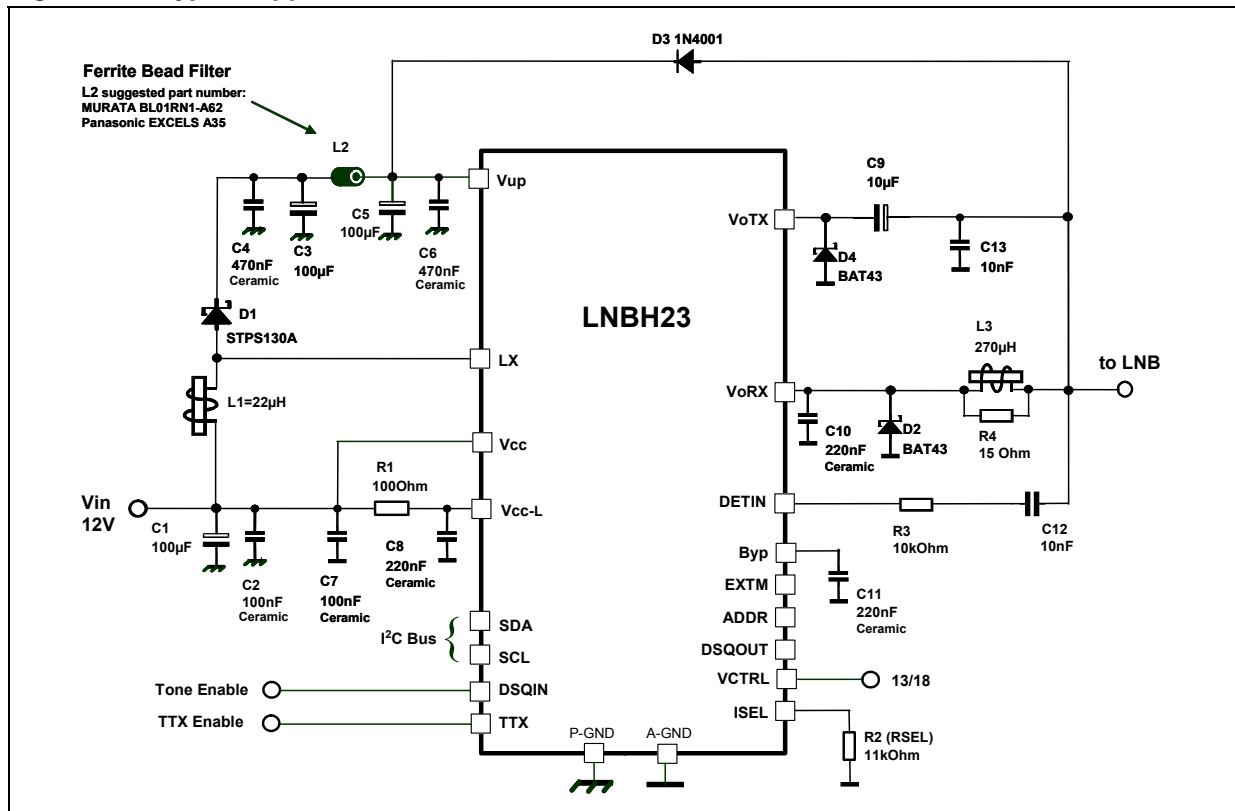 D3 1N4001
Ferrite Bead Filter
L2 suggested part number:
MURATA BL01RN1-A62
Panasonic EXCELS A35
L2
Vup
C4
470nF
Ceramic
C3
100µF
C5
100µF
C6
470nF
Ceramic
D1
STPS130A
LX
L1=22µH
Vcc
R1
100Ohm
Vin
12V
Vcc-L
C1
100µF
C2
100nF
Ceramic
C7
100nF
Ceramic
C8
220nF
Ceramic
I²C Bus
SDA
SCL
Tone Enable
DSQIN
TTX Enable
TTX
LNBH23
P-GND
A-GND
VoTX
C9
10µF
D4
BAT43
C13
10nF
L3
270µH
to LNB
VoRX
C10
220nF
Ceramic
D2
BAT43
R4
15 Ohm
DETIN
R3
10kOhm
C12
10nF
Byp
C11
220nF
Ceramic
EXTM
ADDR
DSQOUT
VCTRL
13/18
ISEL
R2 (RSEL)
11kOhm